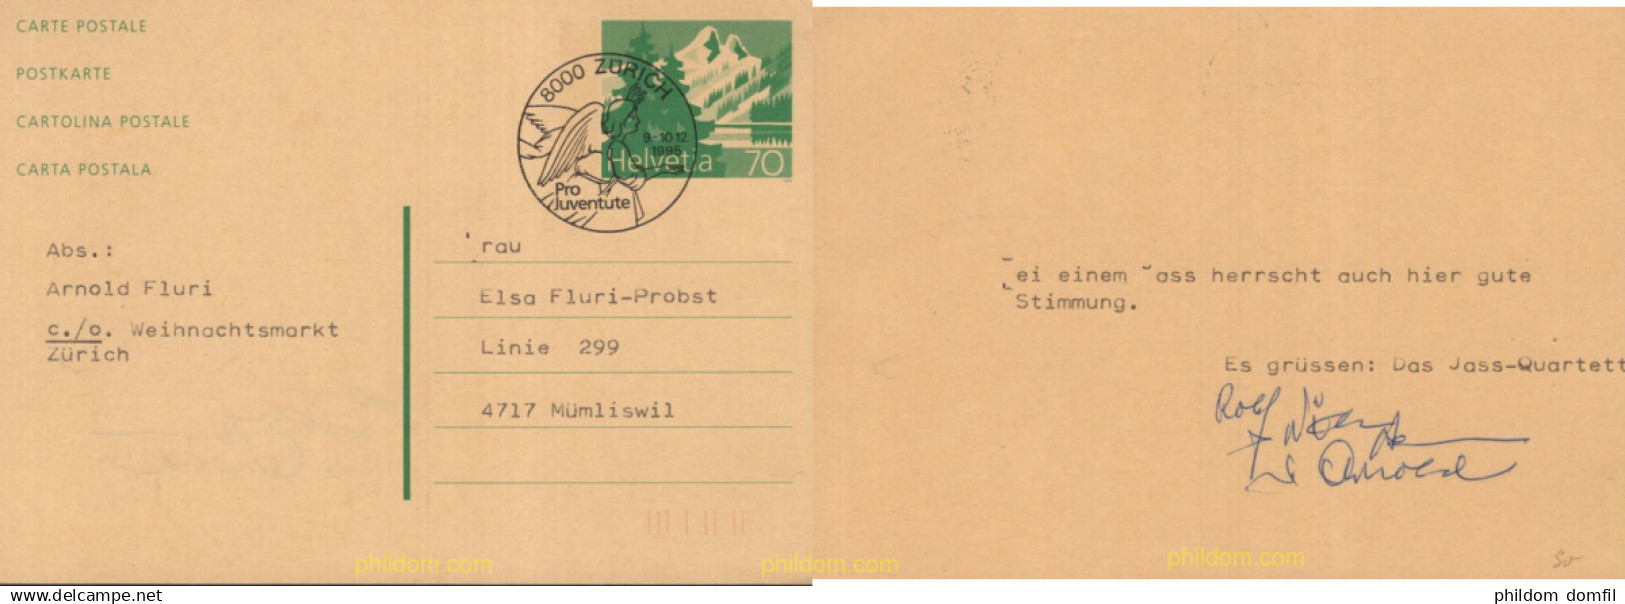 CARTE POSTALE
POSTKARTE
CARTOLINA POSTALE
CARTA POSTALA
8000 ZÜRICH
9.-10.12.
1995
Pro
Juventute
Helvetia 70
Abs.:
Arnold Fluri
c./o. Weihnachtsmarkt
Zürich
rau
Elsa Fluri-Probst
Linie 299
4717 Mümliswil
ei einem ass herrscht auch hier gute
Stimmung.
Es grüssen: Das Jass-Quartett
Rolf
Arnold
phildom.com
phildom.com
phildom.com
www.delcampe.net
phildom domfil